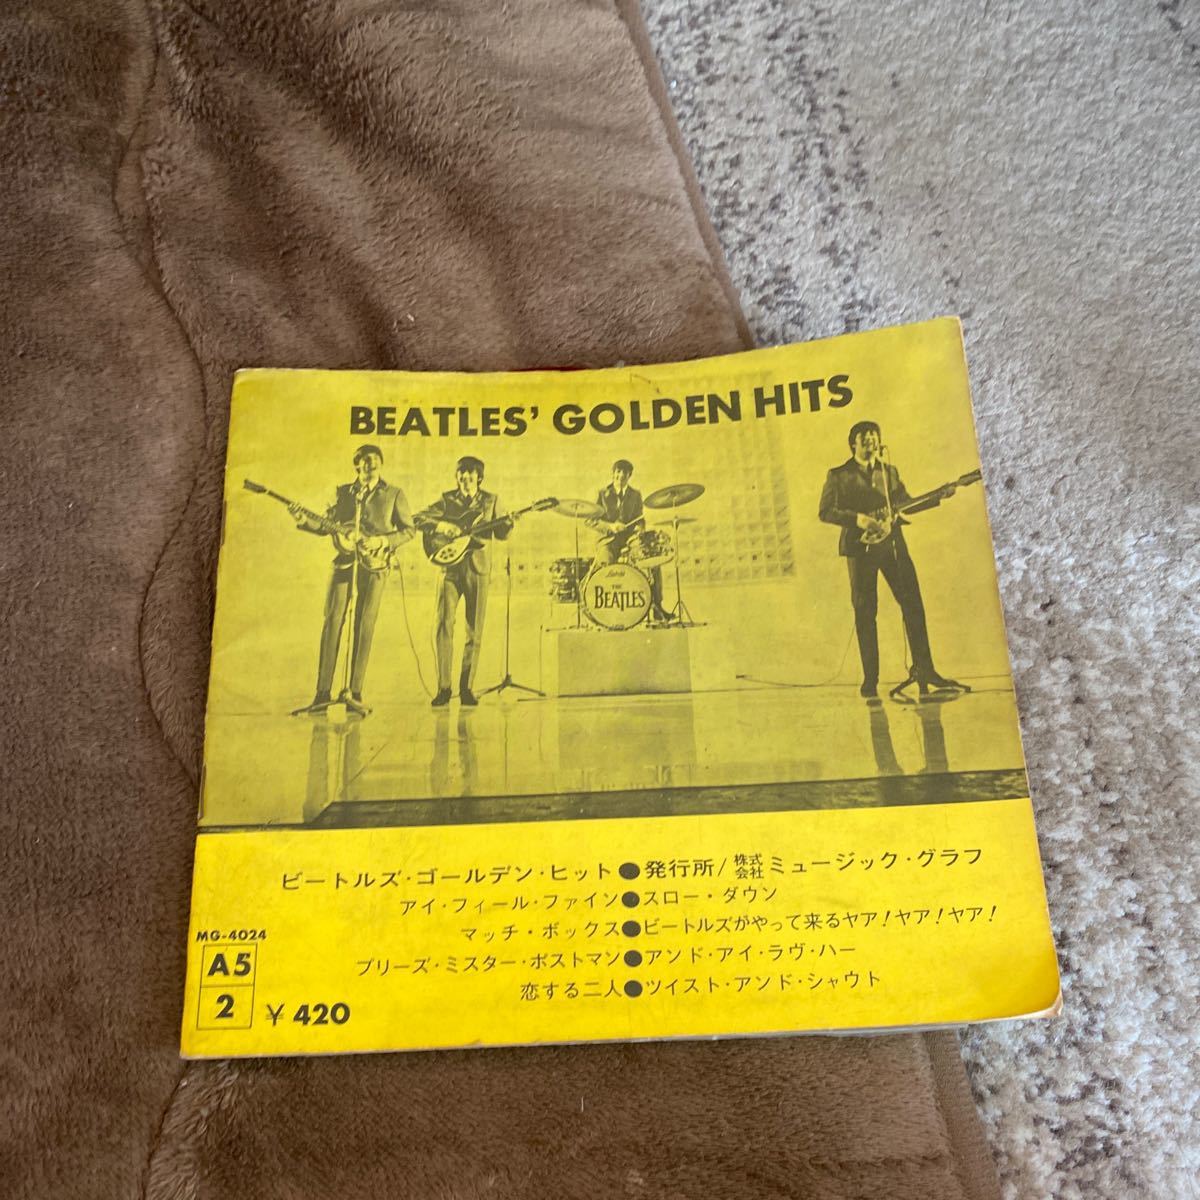 BEATLES' GOLDEN HITS
Ludwig
THE
BEATLES
ビートルズ・ゴールデン・ヒット●発行所/株式会社ミュージック・グラフ
アイ・フィール・ファイン●スロー・ダウン
マッチ・ボックス●ビートルズがやって来るヤア!ヤア!ヤア!
プリーズ・ミスター・ポストマン●アンド・アイ・ラヴ・ハー
恋する二人●ツイスト・アンド・シャウト
MG-4024
A5
2
¥ 420